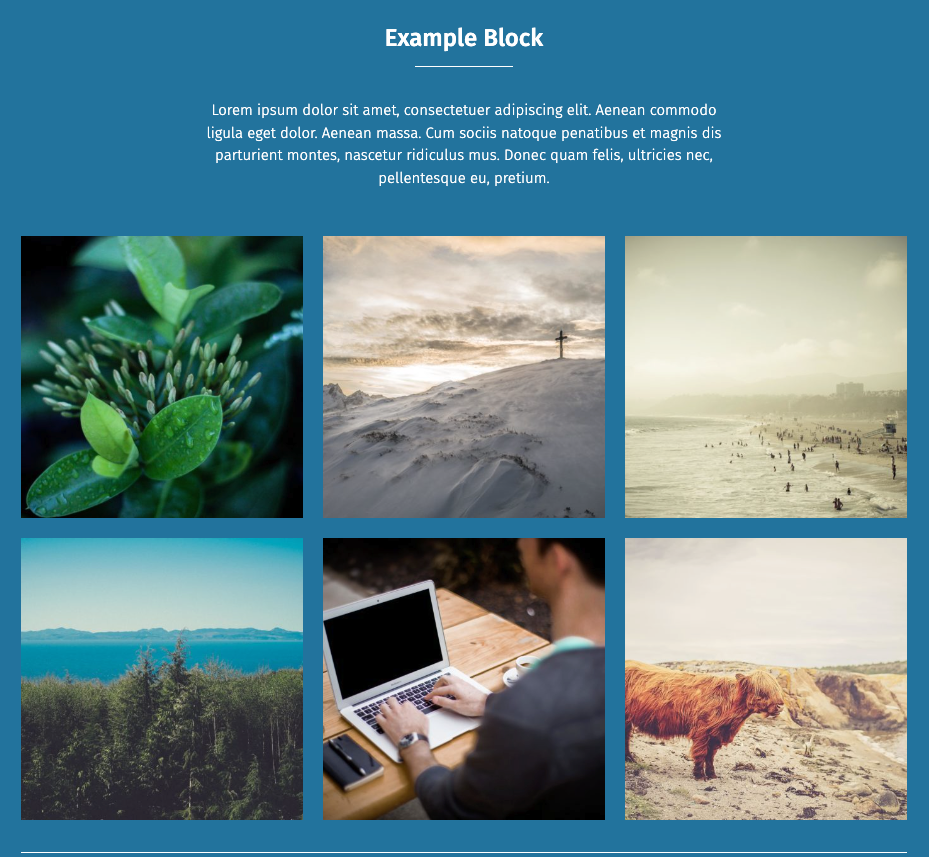 Example Block
Lorem ipsum dolor sit amet, consectetuer adipiscing elit. Aenean commodo
ligula eget dolor. Aenean massa. Cum sociis natoque penatibus et magnis dis
parturient montes, nascetur ridiculus mus. Donec quam felis, ultricies nec,
pellentesque eu, pretium.